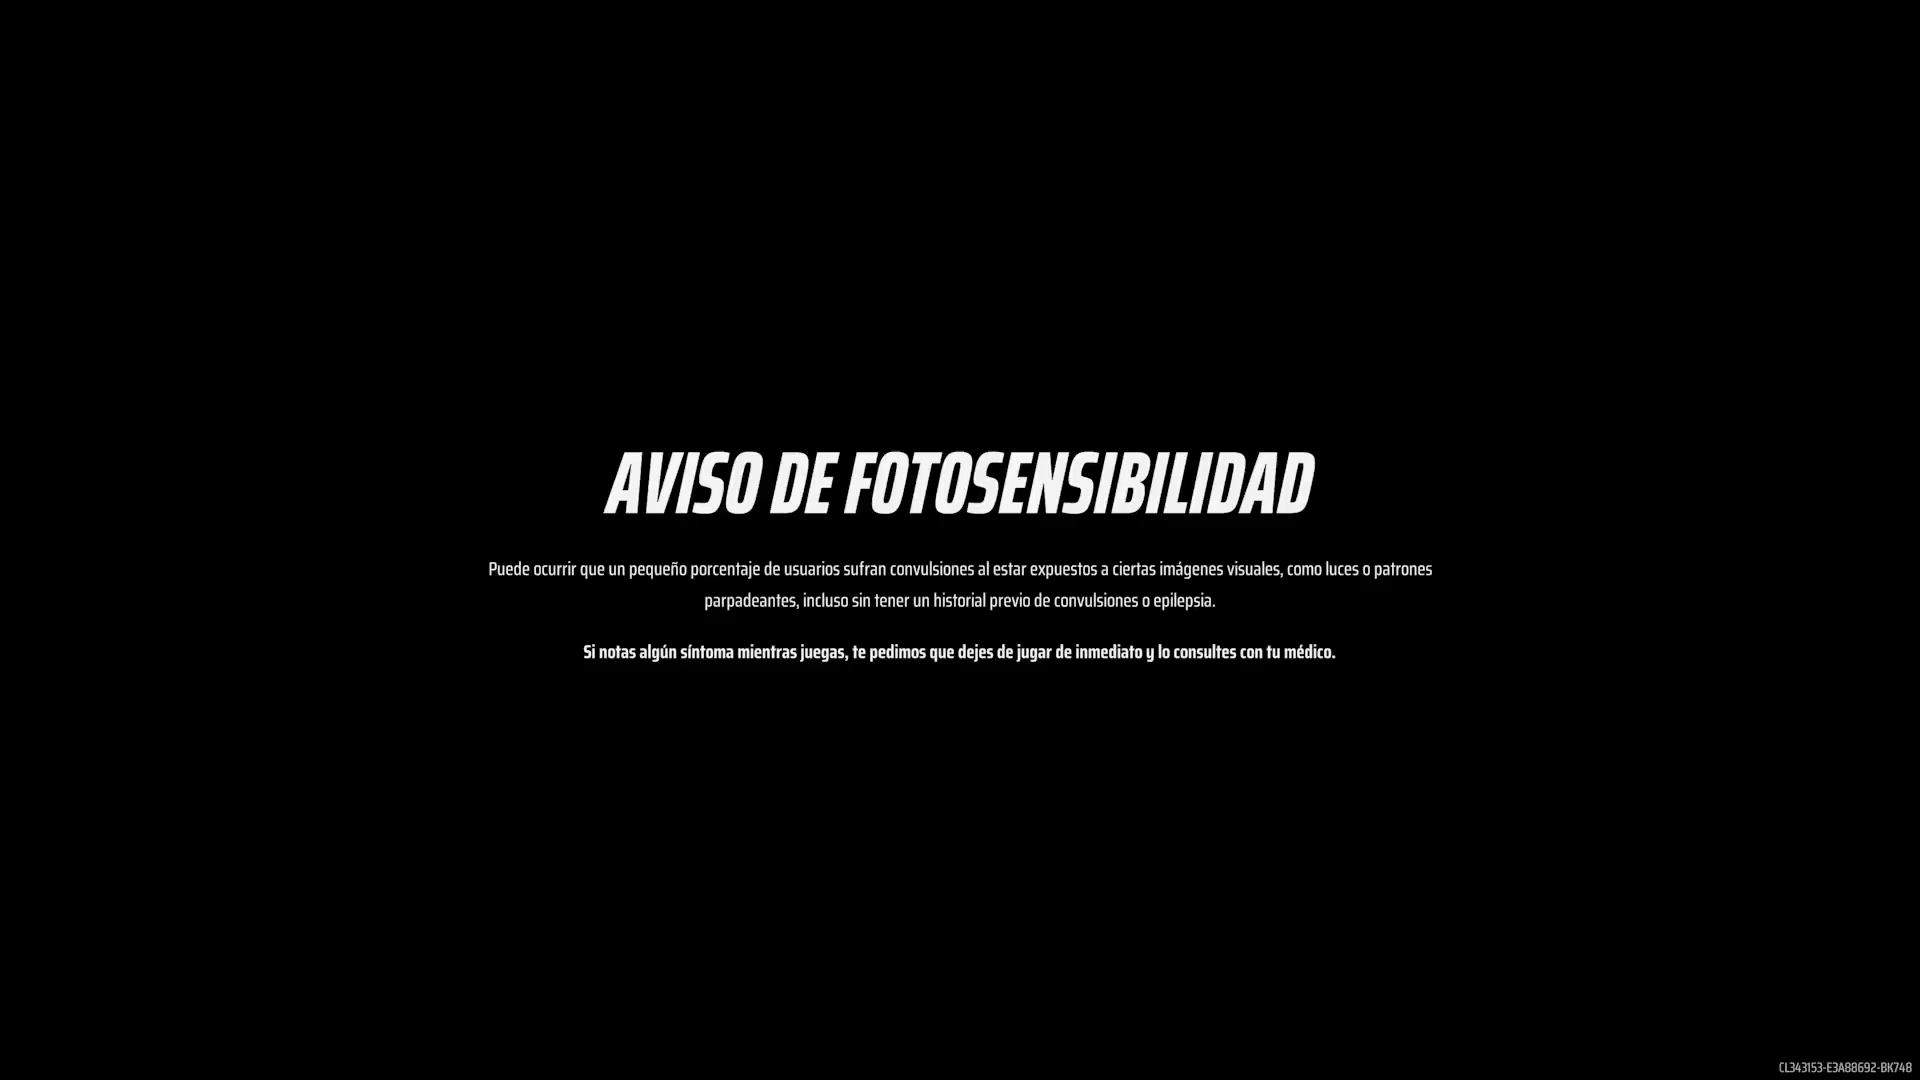 AVISO DE FOTOSENSIBILIDAD
Puede ocurrir que un pequeño porcentaje de usuarios sufran convulsiones al estar expuestos a ciertas imágenes visuales, como luces o patrones
parpadeantes, incluso sin tener un historial previo de convulsiones o epilepsia.
Si notas algún síntoma mientras juegas, te pedimos que dejes de jugar de inmediato y lo consultes con tu médico.
CL343153-E3A88692-BK748